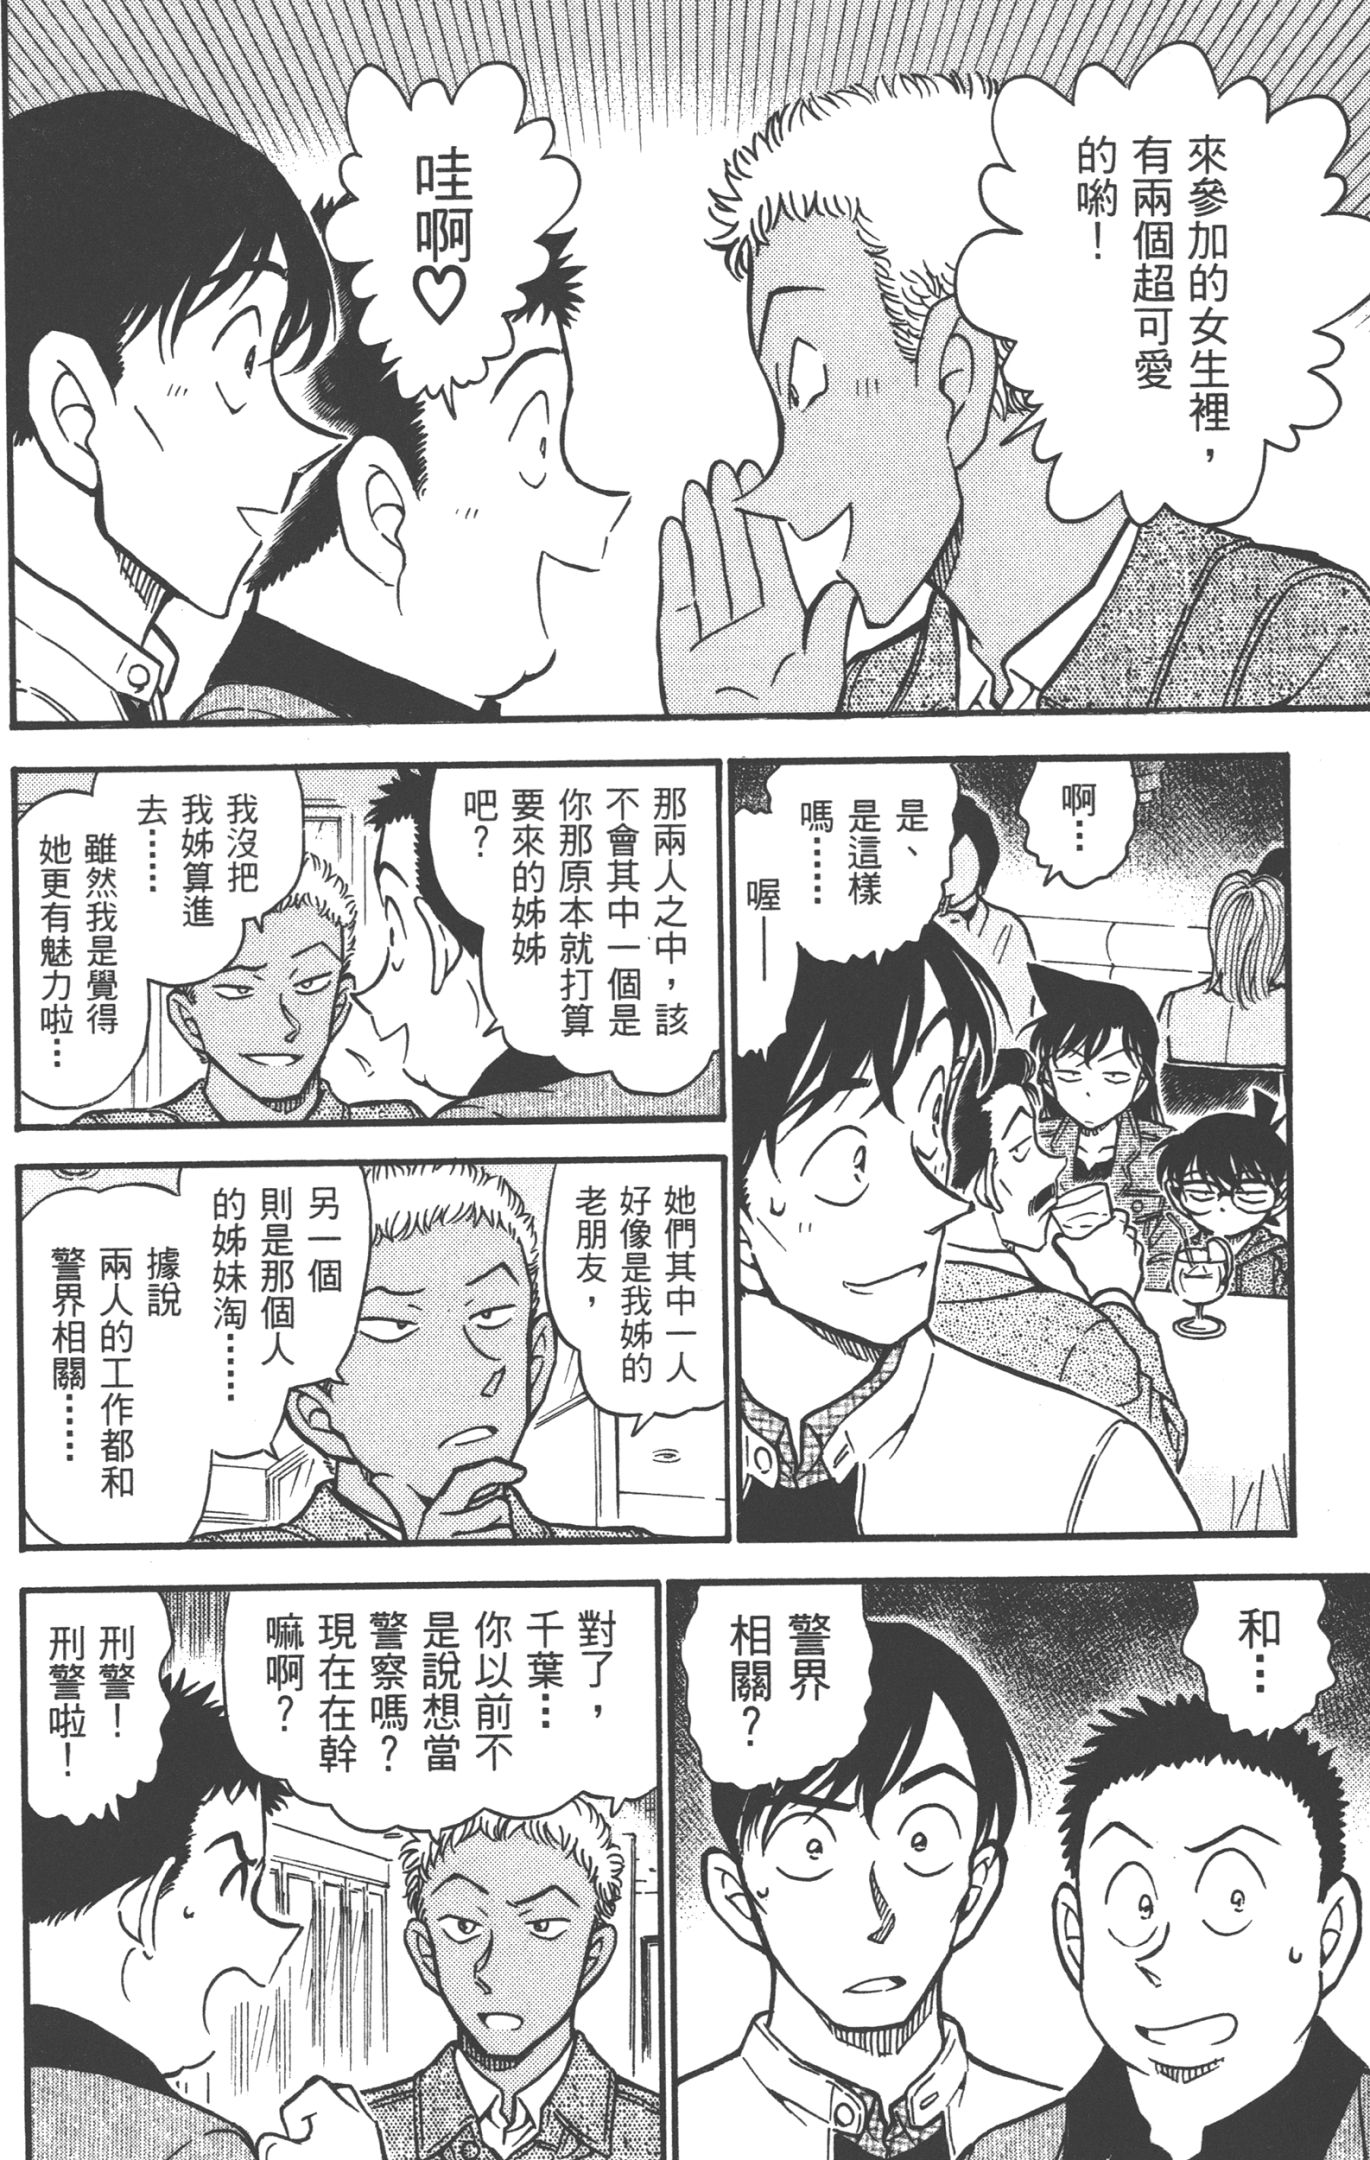 來參加的女生裡，
有兩個超可愛
的喲！
哇啊♡
啊…
是、
是這樣
嗎……
喔——
那兩人之中，該
不會其中一個是
你那原本就打算
要來的姊姊
吧？
我沒把
我姊算進
去……
雖然我是覺得
她更有魅力啦…
她們其中一人
好像是我姊的
老朋友，
另一個
則是那個人
的姊妹淘……
據說
兩人的工作都和
警界相關……
和…
警界
相關？
對了，
千葉…
你以前不
是說想當
警察嗎？
現在在幹
嘛啊？
刑警！
刑警啦！